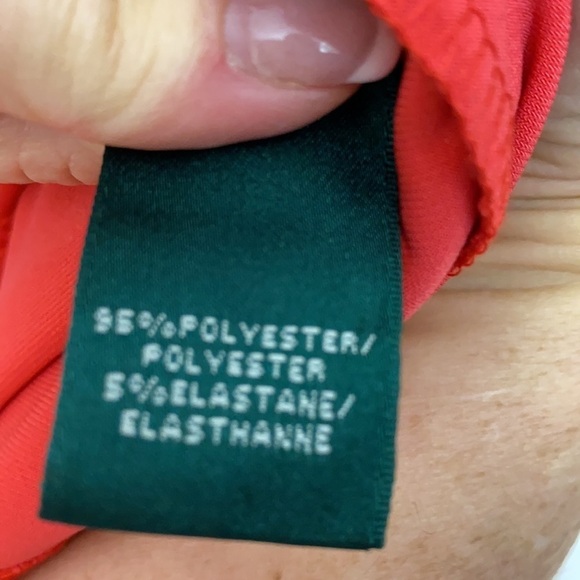 95%POLYESTER/
POLYESTER
5%ELASTANE/
ELASTHANNE